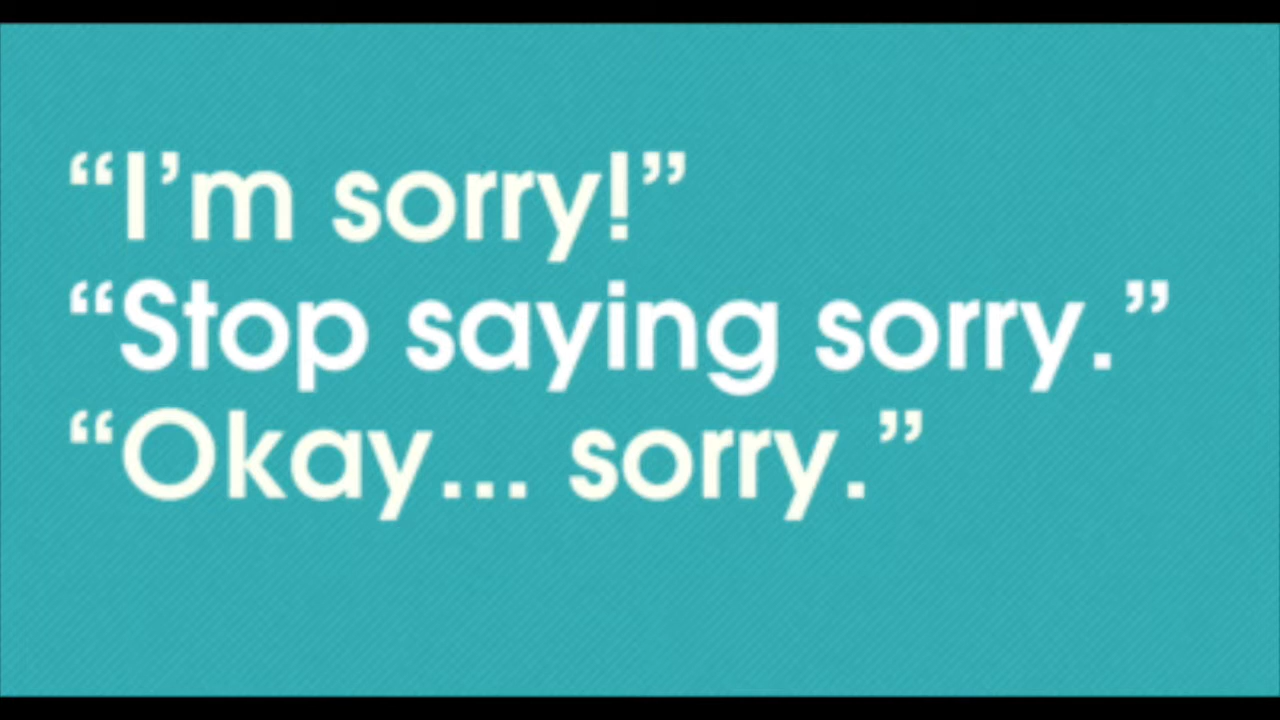 “I’m sorry!”
“Stop saying sorry.”
“Okay... sorry.”